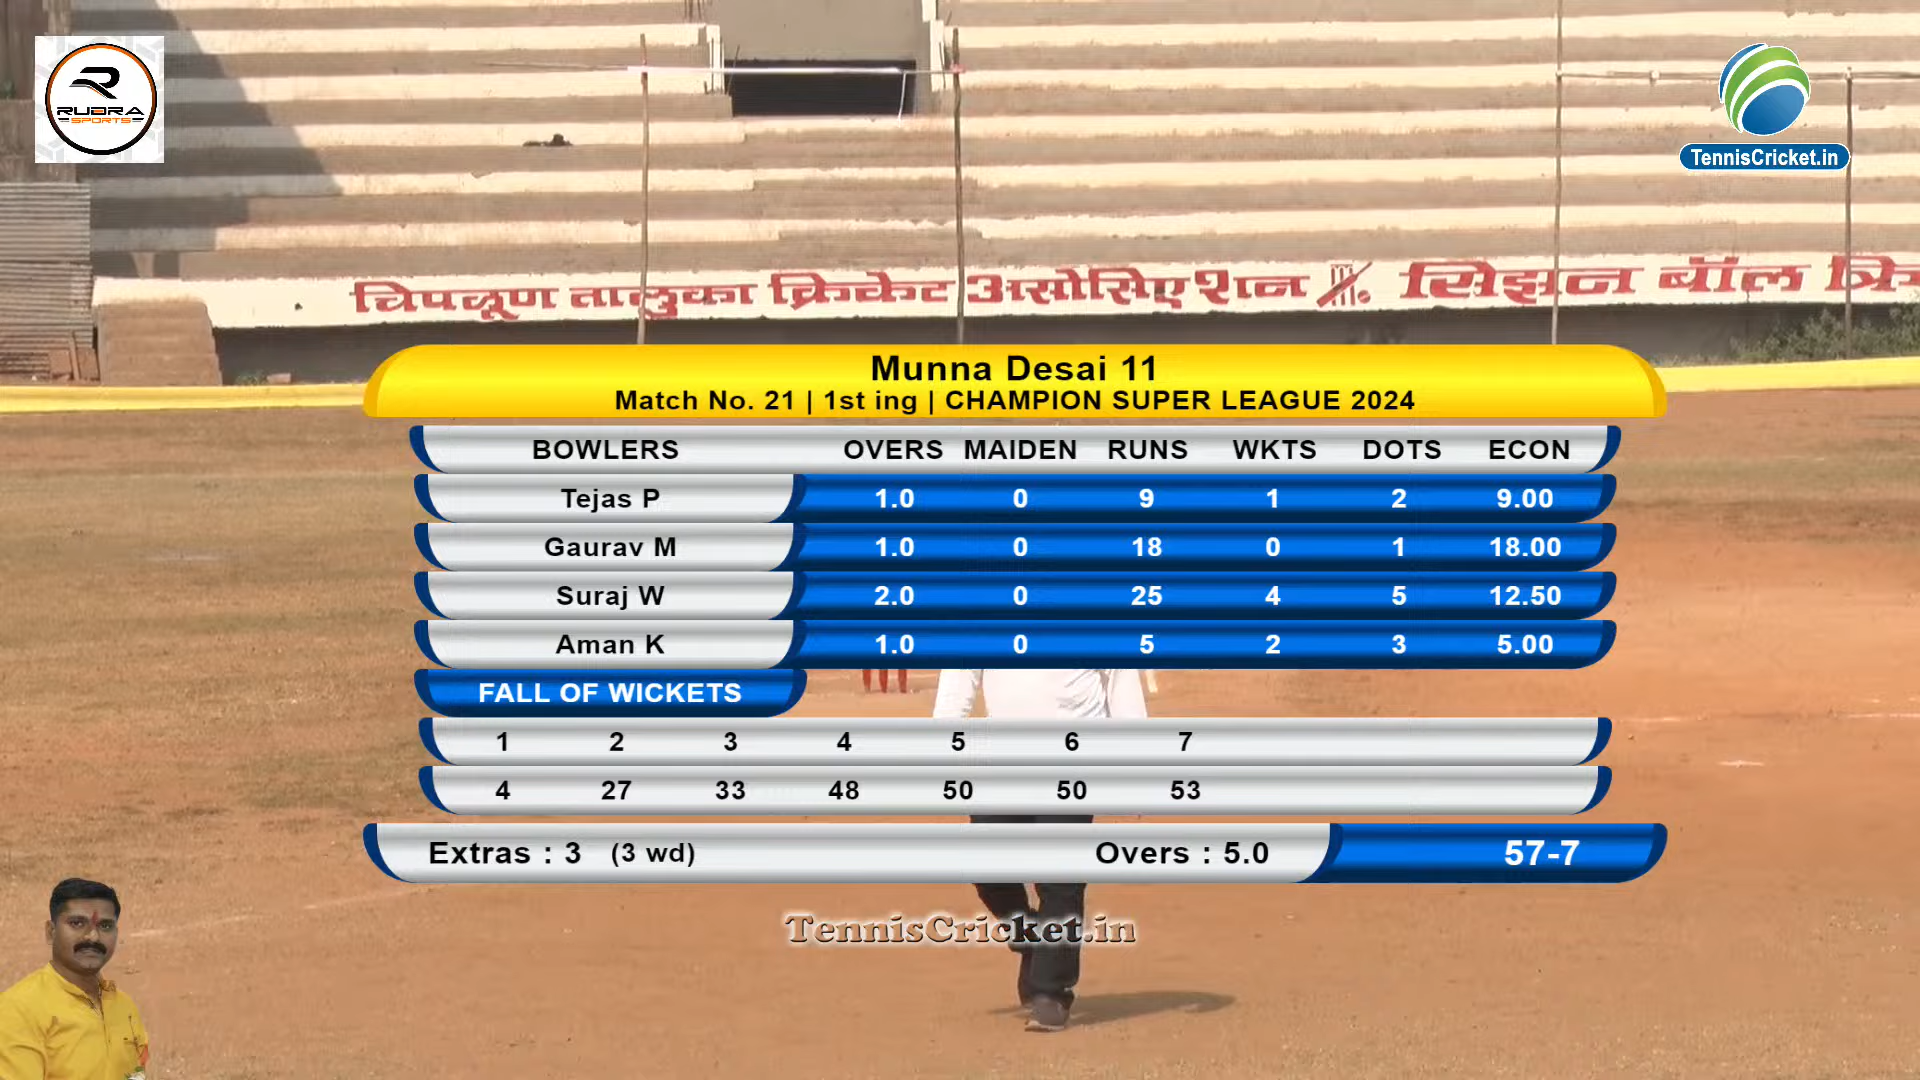 RUDRA
SPORTS
TennisCricket.in
चिपळूण तालुका क्रिकेट असोसिएशन सिझन बॉल क्रि
Munna Desai 11
Match No. 21 | 1st ing | CHAMPION SUPER LEAGUE 2024
BOWLERS OVERS MAIDEN RUNS WKTS DOTS ECON
Tejas P 1.0 0 9 1 2 9.00
Gaurav M 1.0 0 18 0 1 18.00
Suraj W 2.0 0 25 4 5 12.50
Aman K 1.0 0 5 2 3 5.00
FALL OF WICKETS
1 2 3 4 5 6 7
4 27 33 48 50 50 53
Extras : 3 (3 wd) Overs : 5.0 57-7
TennisCricket.in